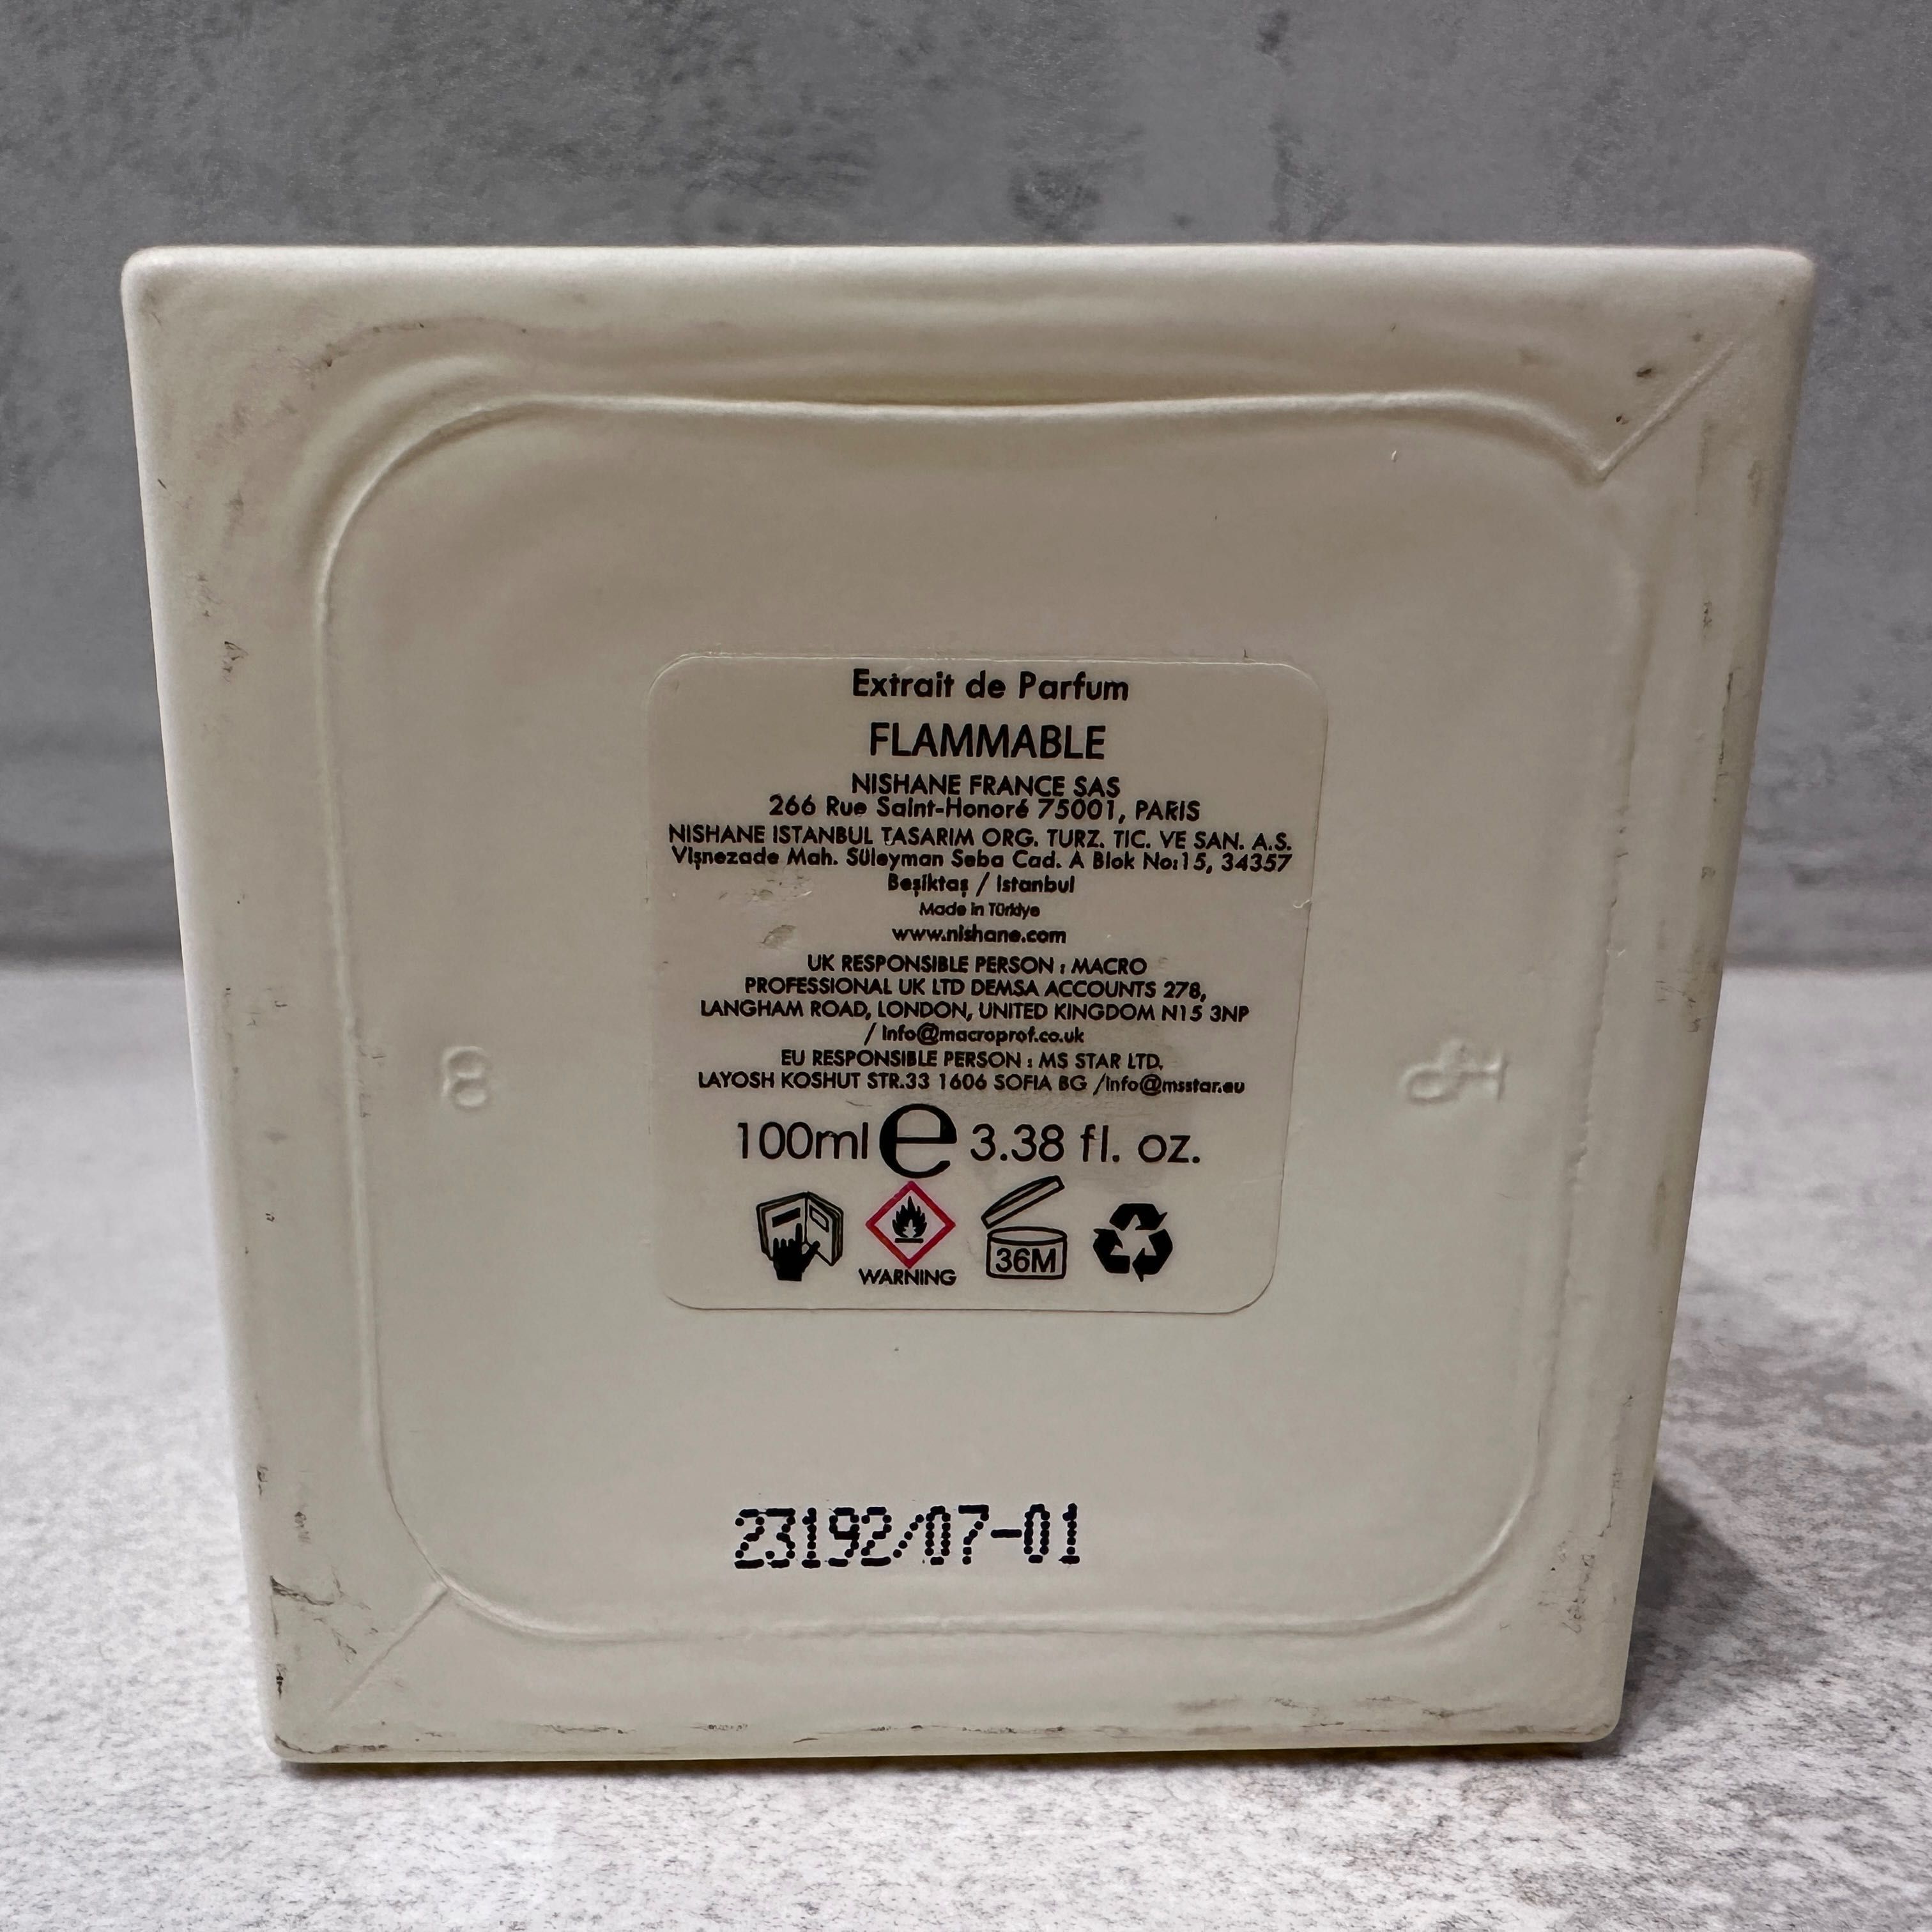 Extrait de Parfum
FLAMMABLE
NISHANE FRANCE SAS
266 Rue Saint-Honoré 75001, PARIS
NISHANE ISTANBUL TASARIM ORG. TURZ. TIC. VE SAN. A.S.
Vişnezade Mah. Süleyman Seba Cad. A Blok No:15, 34357
Beşiktaş / Istanbul
Made in Türkiye
www.nishane.com
UK RESPONSIBLE PERSON : MACRO
PROFESSIONAL UK LTD DEMSA ACCOUNTS 278,
LANGHAM ROAD, LONDON, UNITED KINGDOM N15 3NP
/ info@macroprof.co.uk
EU RESPONSIBLE PERSON : MS STAR LTD.
LAYOSH KOSHUT STR.33 1606 SOFIA BG /info@msstar.eu
100ml e 3.38 fl. oz.
36M
WARNING
8
23192/07-01